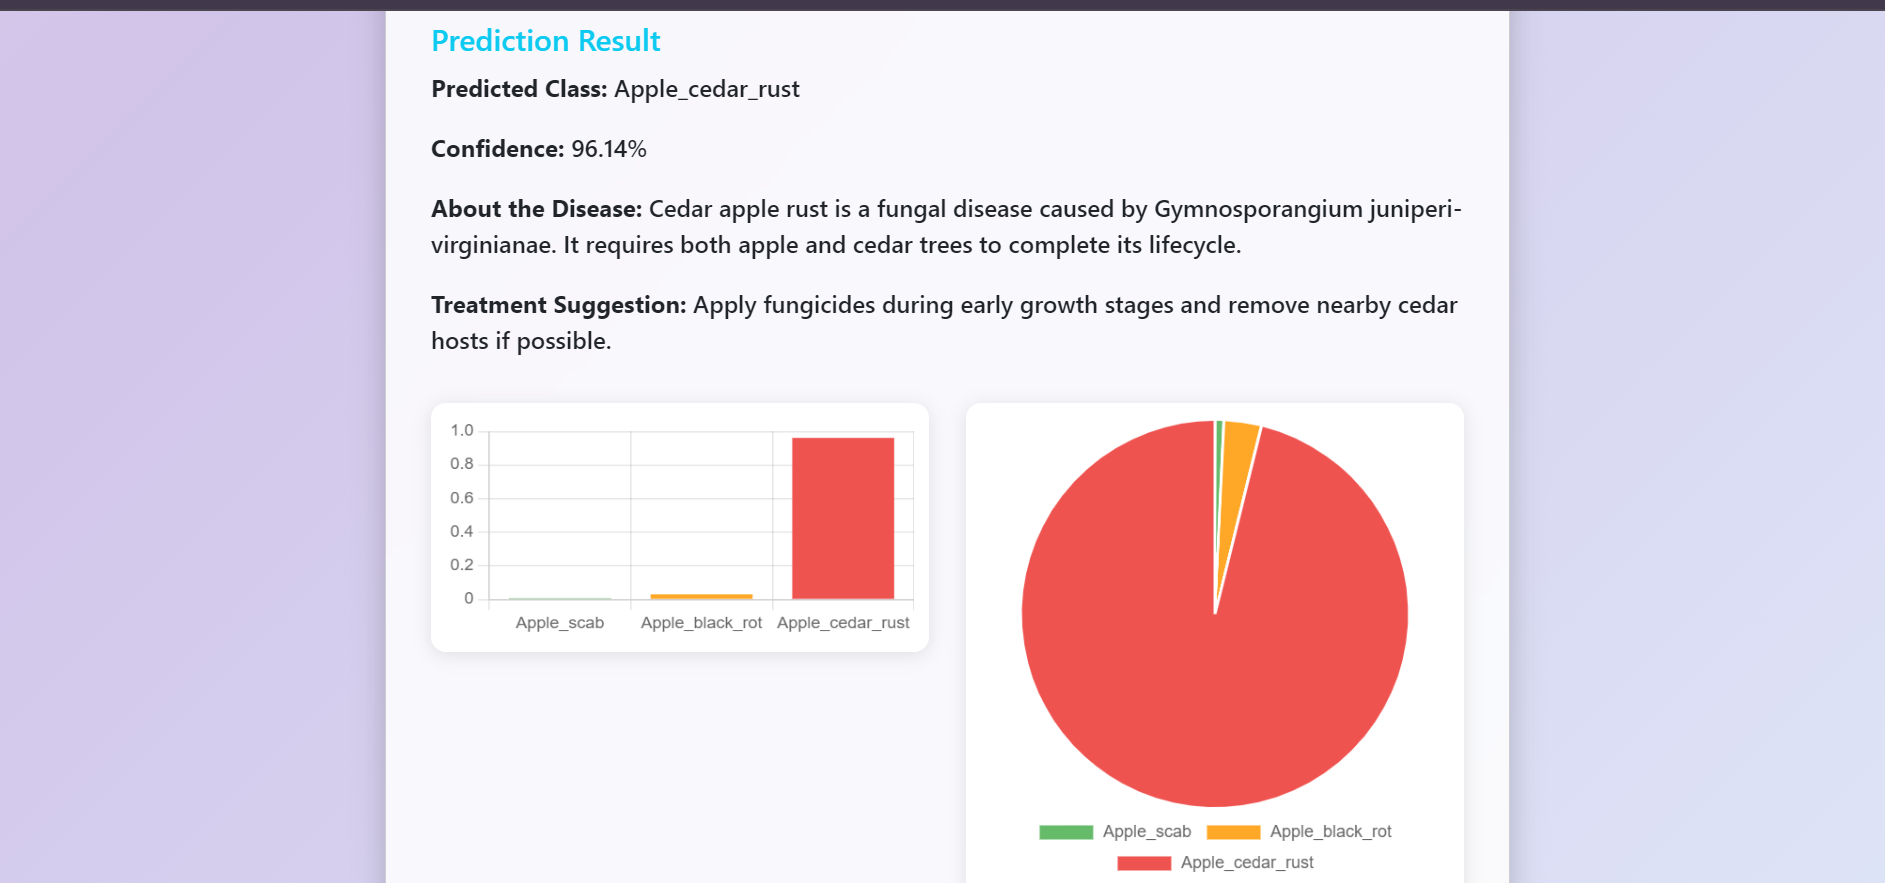 Prediction Result
Predicted Class: Apple_cedar_rust
Confidence: 96.14%
About the Disease: Cedar apple rust is a fungal disease caused by Gymnosporangium juniperi-
virginianae. It requires both apple and cedar trees to complete its lifecycle.
Treatment Suggestion: Apply fungicides during early growth stages and remove nearby cedar
hosts if possible.
1.0
0.8
0.6
0.4
0.2
0
Apple_scab Apple_black_rot Apple_cedar_rust
Apple_scab Apple_black_rot
Apple_cedar_rust